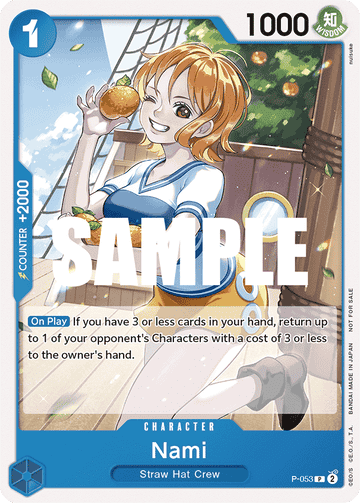 1
1000
知
WISDOM
nutsuke
COUNTER +2000
SAMPLE
On Play If you have 3 or less cards in your hand, return up
to 1 of your opponent's Characters with a cost of 3 or less
to the owner's hand.
CHARACTER
Nami
Straw Hat Crew
P-053 P 2
©E.O/S. ©E.O./S., T.A. BANDAI MADE IN JAPAN NOT FOR SALE